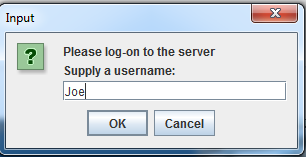 Input
Please log-on to the server
Supply a username:
Joe
OK Cancel